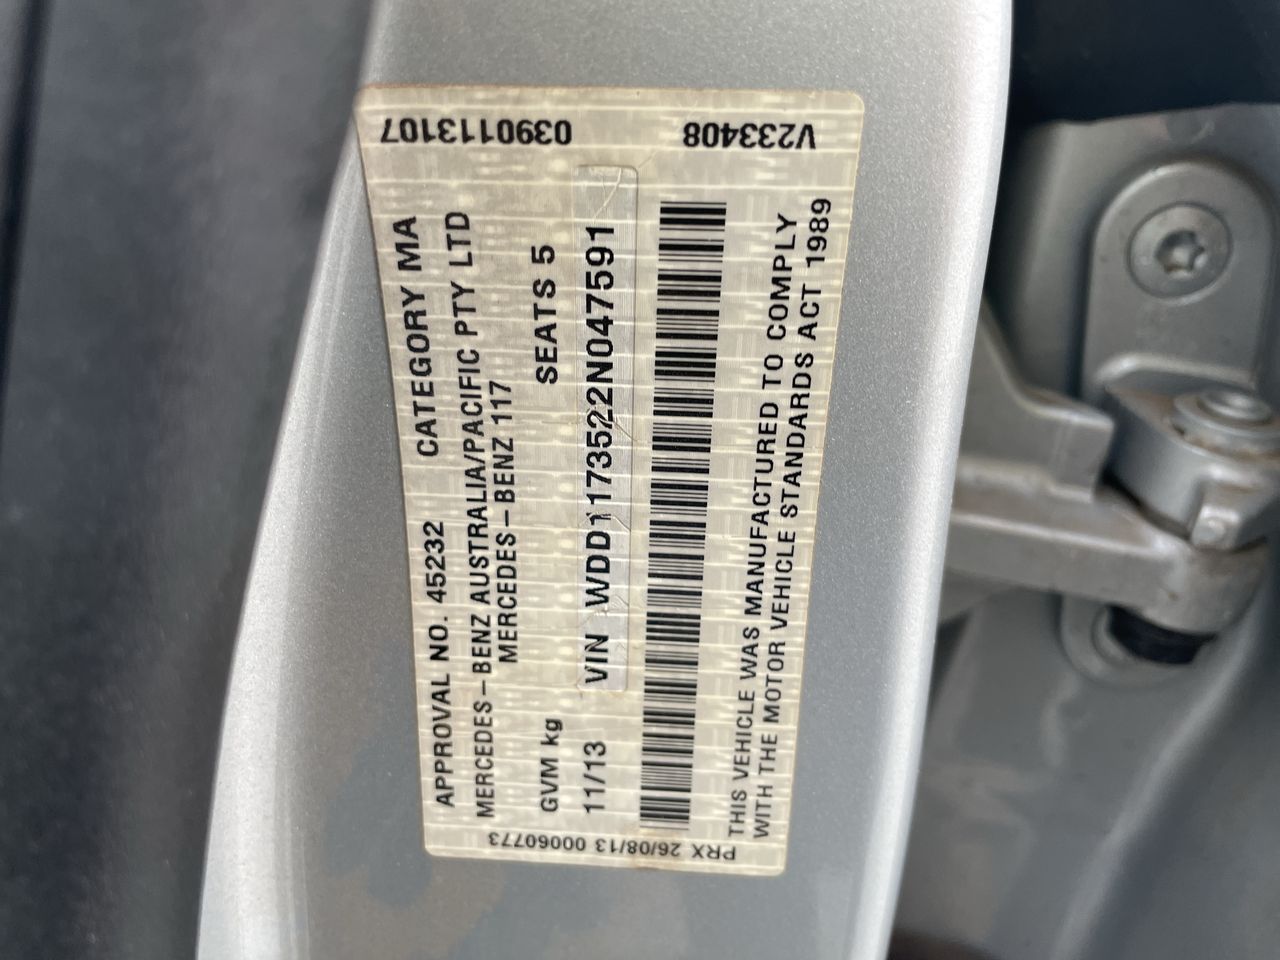 APPROVAL NO. 45232 CATEGORY MA
MERCEDES-BENZ AUSTRALIA/PACIFIC PTY LTD
MERCEDES-BENZ 117
GVM kg SEATS 5
11/13 VIN WDD1173522N047591
THIS VEHICLE WAS MANUFACTURED TO COMPLY
WITH THE MOTOR VEHICLE STANDARDS ACT 1989
V233408 0390113107
PRX 26/08/13 00060773